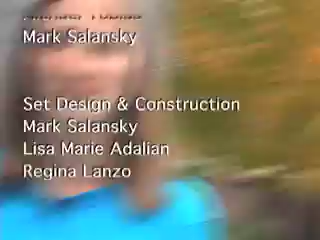 Mark Salansky
Set Design & Construction
Mark Salansky
Lisa Marie Adalian
Regina Lanzo